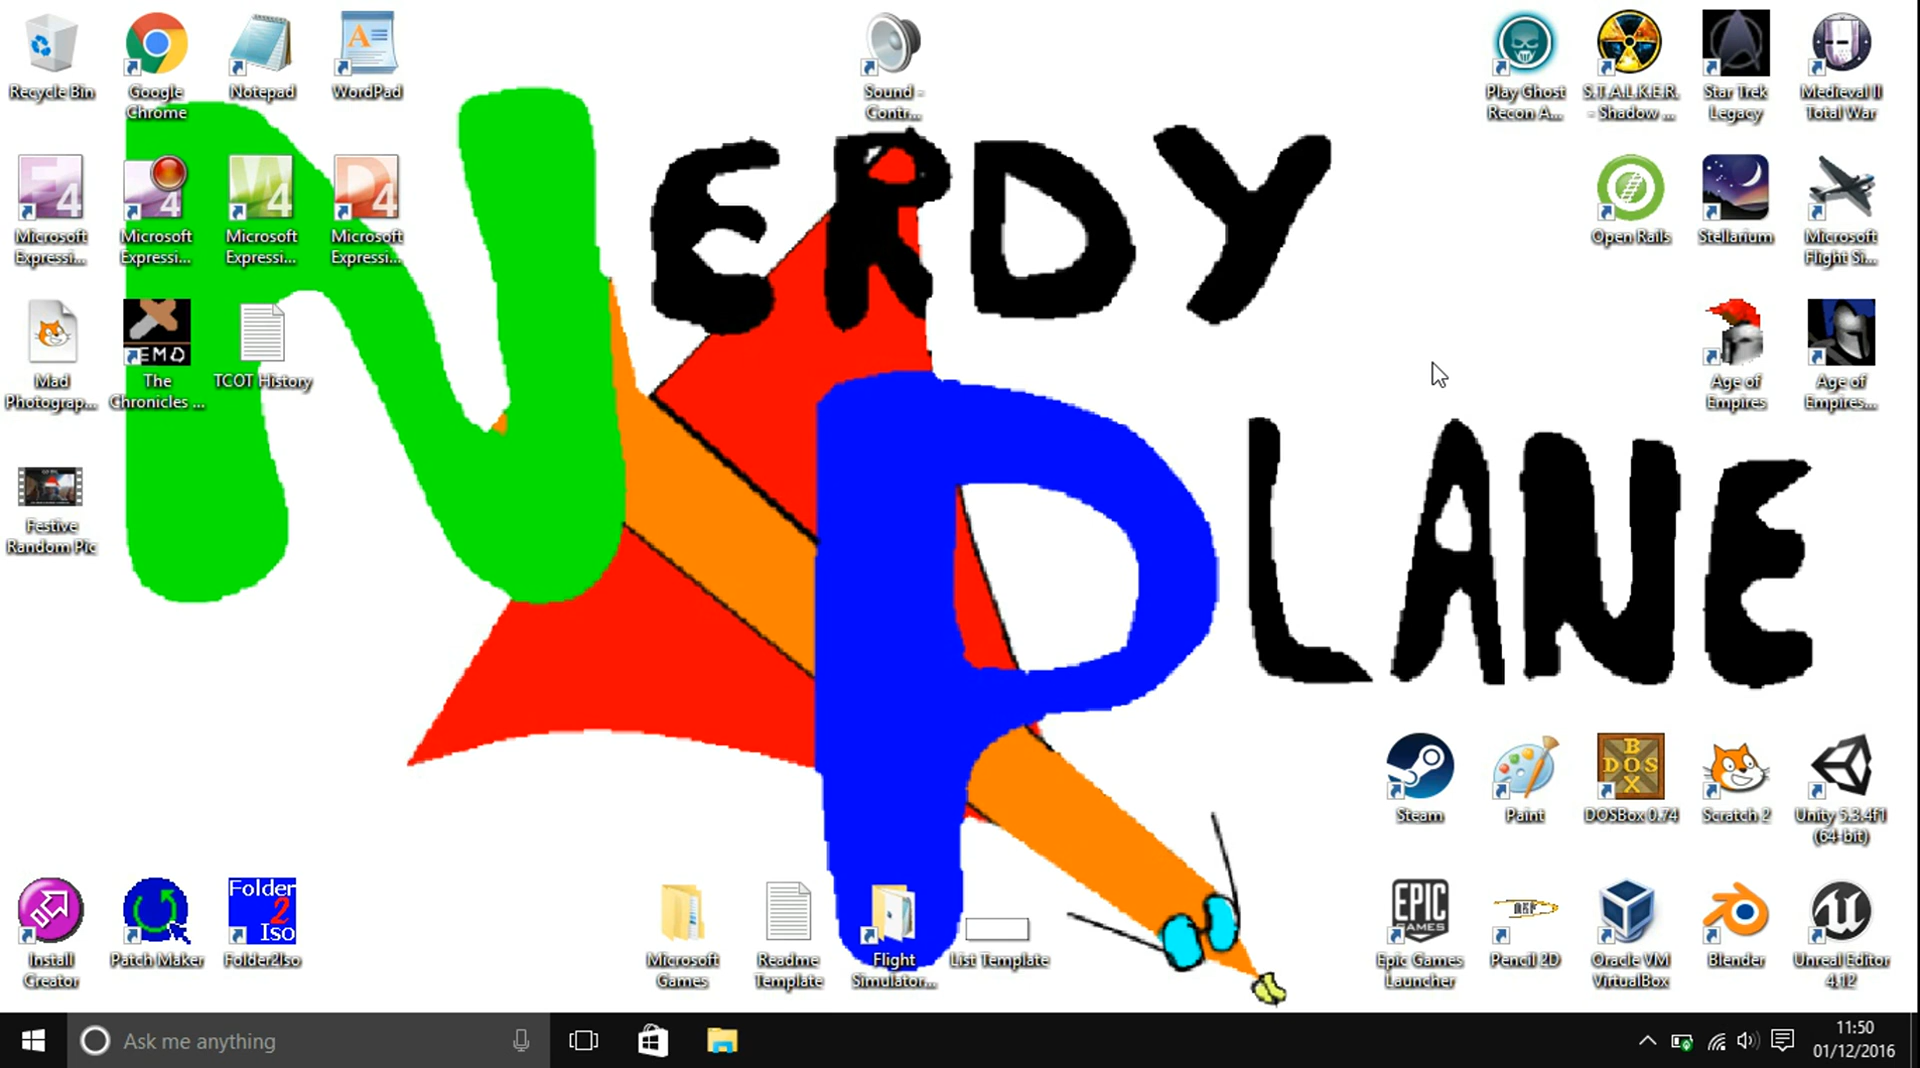 Recycle Bin
Google
Chrome
Notepad
WordPad
Sound -
Contr...
Play Ghost
Recon A...
S.T.A.L.K.E.R.
- Shadow ...
Star Trek
Legacy
Medieval II
Total War
NERDY
Microsoft
Expressi...
Microsoft
Expressi...
Microsoft
Expressi...
Microsoft
Expressi...
Open Rails
Stellarium
Microsoft
Flight Si...
Mad
Photograp...
DEMO
The
Chronicles ...
TCOT History
Age of
Empires
Age of
Empires...
PLANE
Festive
Random Pic
Steam
Paint
DOSBox 0.74
Scratch 2
Unity 5.3.4f1
(64-bit)
Install
Creator
Patch Maker
Folder
2
Iso
Folder2Iso
Microsoft
Games
Readme
Template
Flight
Simulator...
List Template
EPIC
GAMES
Epic Games
Launcher
Pencil 2D
Oracle VM
VirtualBox
Blender
Unreal Editor
4.12
Ask me anything
11:50
01/12/2016